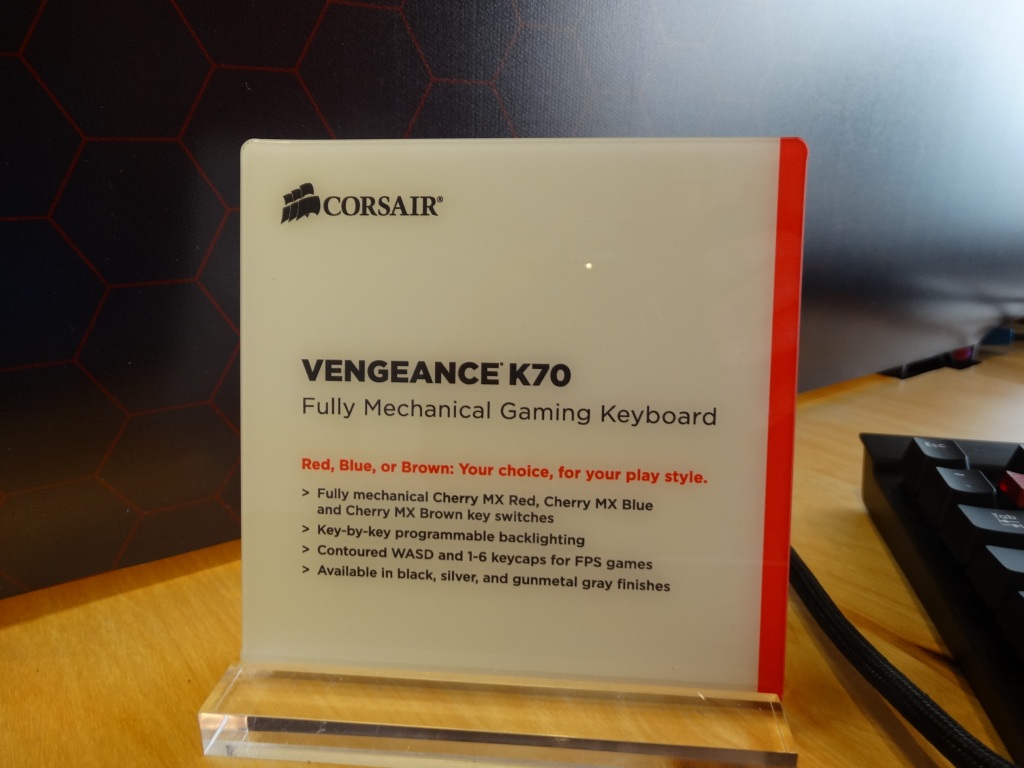 CORSAIR®
VENGEANCE® K70
Fully Mechanical Gaming Keyboard
Red, Blue, or Brown: Your choice, for your play style.
> Fully mechanical Cherry MX Red, Cherry MX Blue
and Cherry MX Brown key switches
> Key-by-key programmable backlighting
> Contoured WASD and 1-6 keycaps for FPS games
> Available in black, silver, and gunmetal gray finishes
Esc
Tab